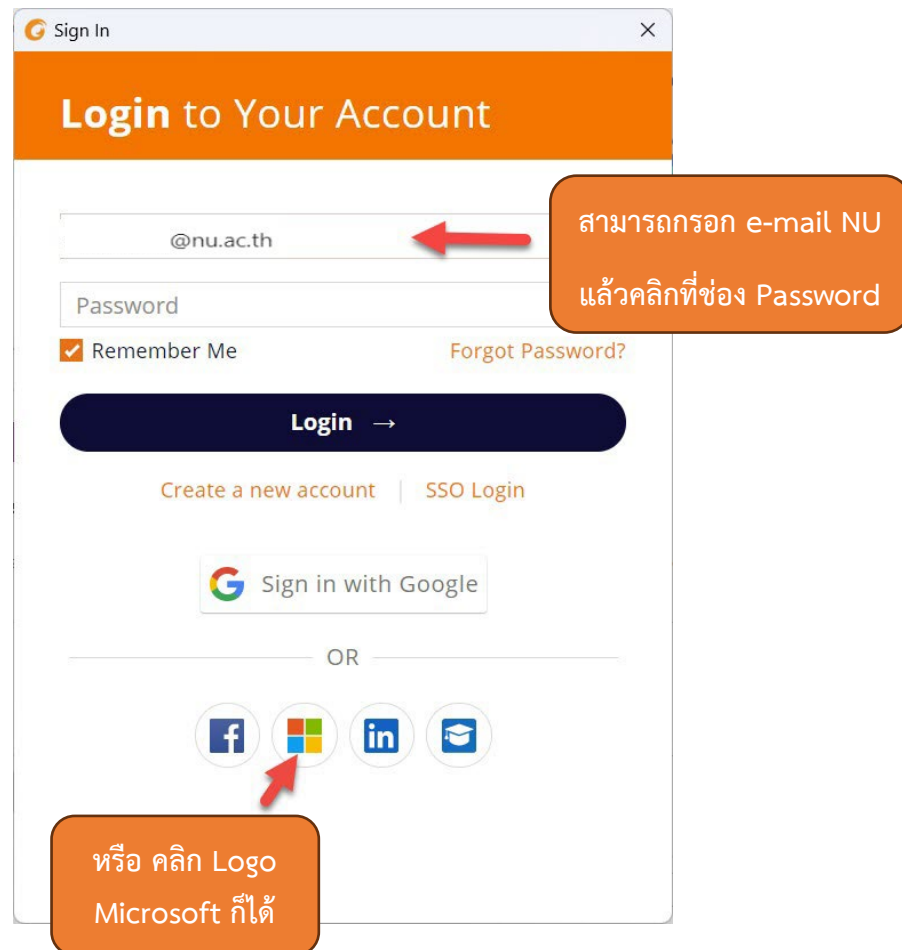 Sign In
Login to Your Account
@nu.ac.th
สามารถกรอก e-mail NU
แล้วคลิกที่ช่อง Password
Password
Remember Me
Forgot Password?
Login →
Create a new account | SSO Login
Sign in with Google
OR
หรือ คลิก Logo
Microsoft ก็ได้